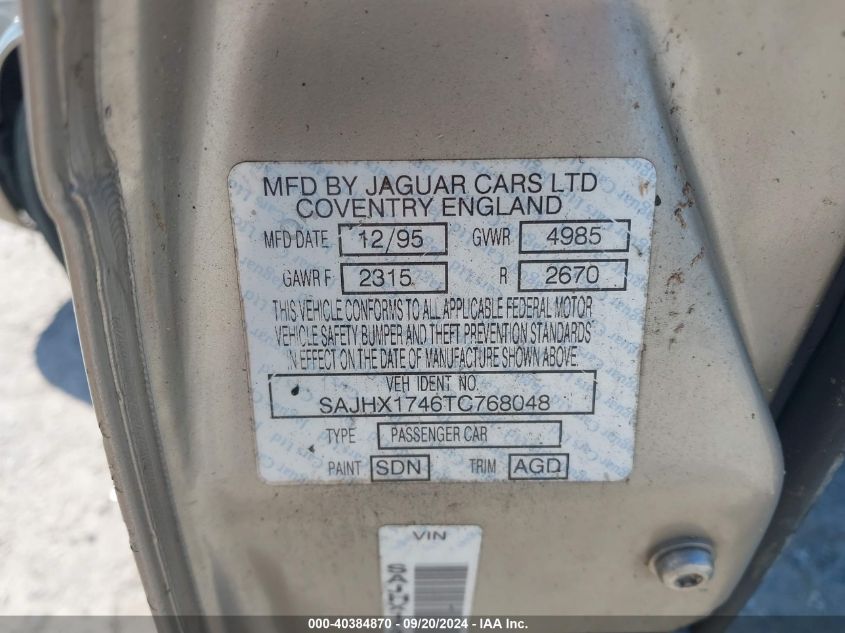 MFD BY JAGUAR CARS LTD
COVENTRY ENGLAND
MFD DATE 12/95 GVWR 4985
GAWR F 2315 R 2670
THIS VEHICLE CONFORMS TO ALL APPLICABLE FEDERAL MOTOR
VEHICLE SAFETY BUMPER AND THEFT PREVENTION STANDARDS
IN EFFECT ON THE DATE OF MANUFACTURE SHOWN ABOVE.
VEH IDENT NO.
SAJHX1746TC768048
TYPE PASSENGER CAR
PAINT SDN TRIM AGD
VIN
000-40384870 - 09/20/2024 - IAA Inc.